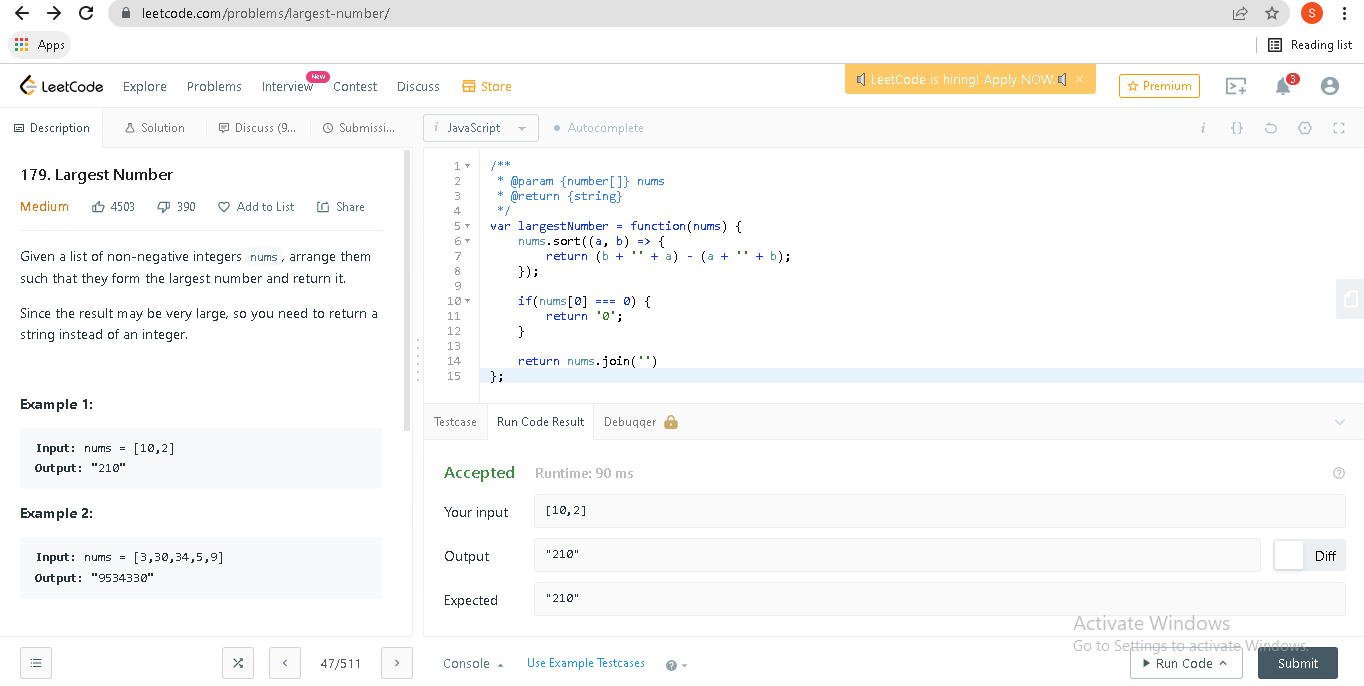 leetcode.com/problems/largest-number/
S
Apps
Reading list
LeetCode
Explore
Problems
Interview
New
Contest
Discuss
Store
LeetCode is hiring! Apply NOW.
×
Premium
3
Description
Solution
Discuss (9...
Submissi...
i JavaScript
Autocomplete
i
{}
179. Largest Number
Medium
4503
390
Add to List
Share
Given a list of non-negative integers nums, arrange them
such that they form the largest number and return it.
Since the result may be very large, so you need to return a
string instead of an integer.
Example 1:
Input: nums = [10,2]
Output: "210"
Example 2:
Input: nums = [3,30,34,5,9]
Output: "9534330"
47/511
1 /**
2 * @param {number[]} nums
3 * @return {string}
4 */
5 var largestNumber = function(nums) {
6 nums.sort((a, b) => {
7 return (b + '' + a) - (a + '' + b);
8 });
9
10 if(nums[0] === 0) {
11 return '0';
12 }
13
14 return nums.join('')
15 };
Testcase
Run Code Result
Debugger
Accepted
Runtime: 90 ms
Your input
[10,2]
Output
"210"
Diff
Expected
"210"
Activate Windows
Go to Settings to activate Windows.
Console
Use Example Testcases
Run Code
Submit